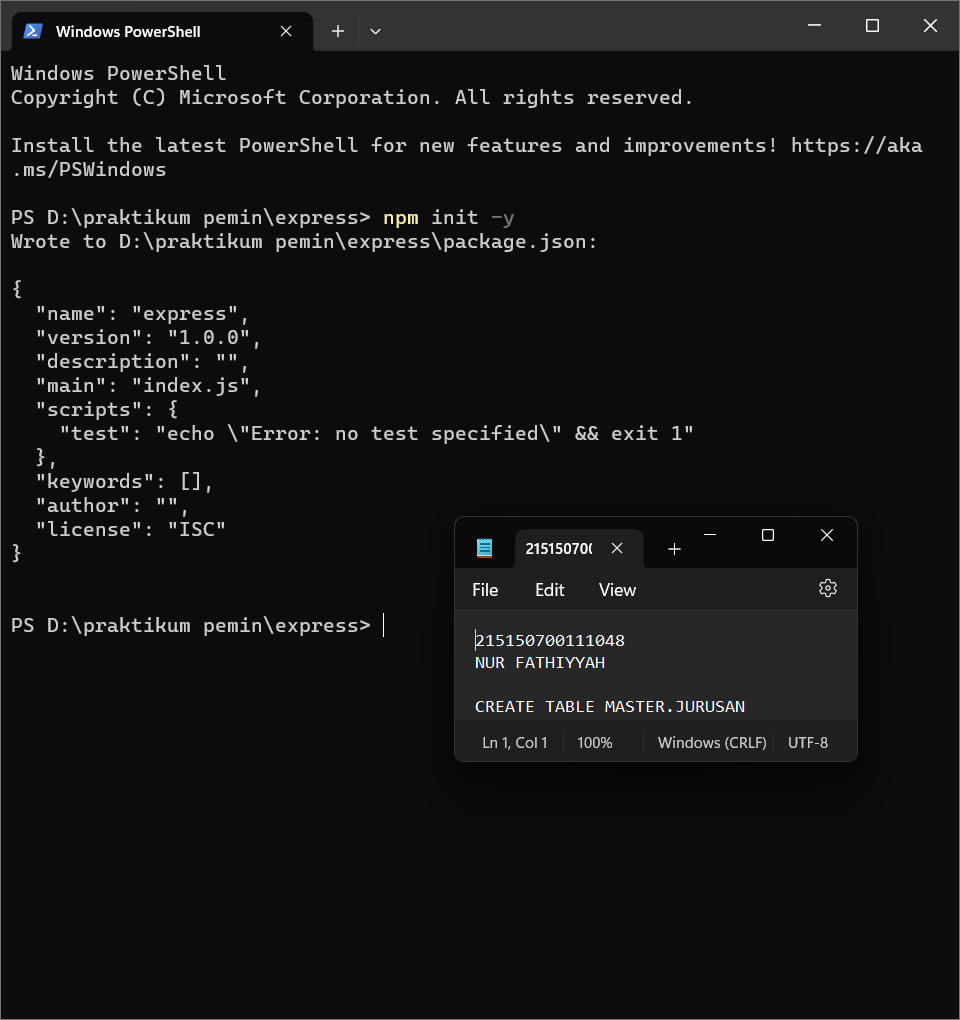 Windows PowerShell
Windows PowerShell
Copyright (C) Microsoft Corporation. All rights reserved.
Install the latest PowerShell for new features and improvements! https://aka
.ms/PSWindows
PS D:\praktikum pemin\express> npm init -y
Wrote to D:\praktikum pemin\express\package.json:
{
  "name": "express",
  "version": "1.0.0",
  "description": "",
  "main": "index.js",
  "scripts": {
    "test": "echo \"Error: no test specified\" && exit 1"
  },
  "keywords": [],
  "author": "",
  "license": "ISC"
}
PS D:\praktikum pemin\express>
21515070
File Edit View
215150700111048
NUR FATHIYYAH
CREATE TABLE MASTER.JURUSAN
Ln 1, Col 1 100% Windows (CRLF) UTF-8